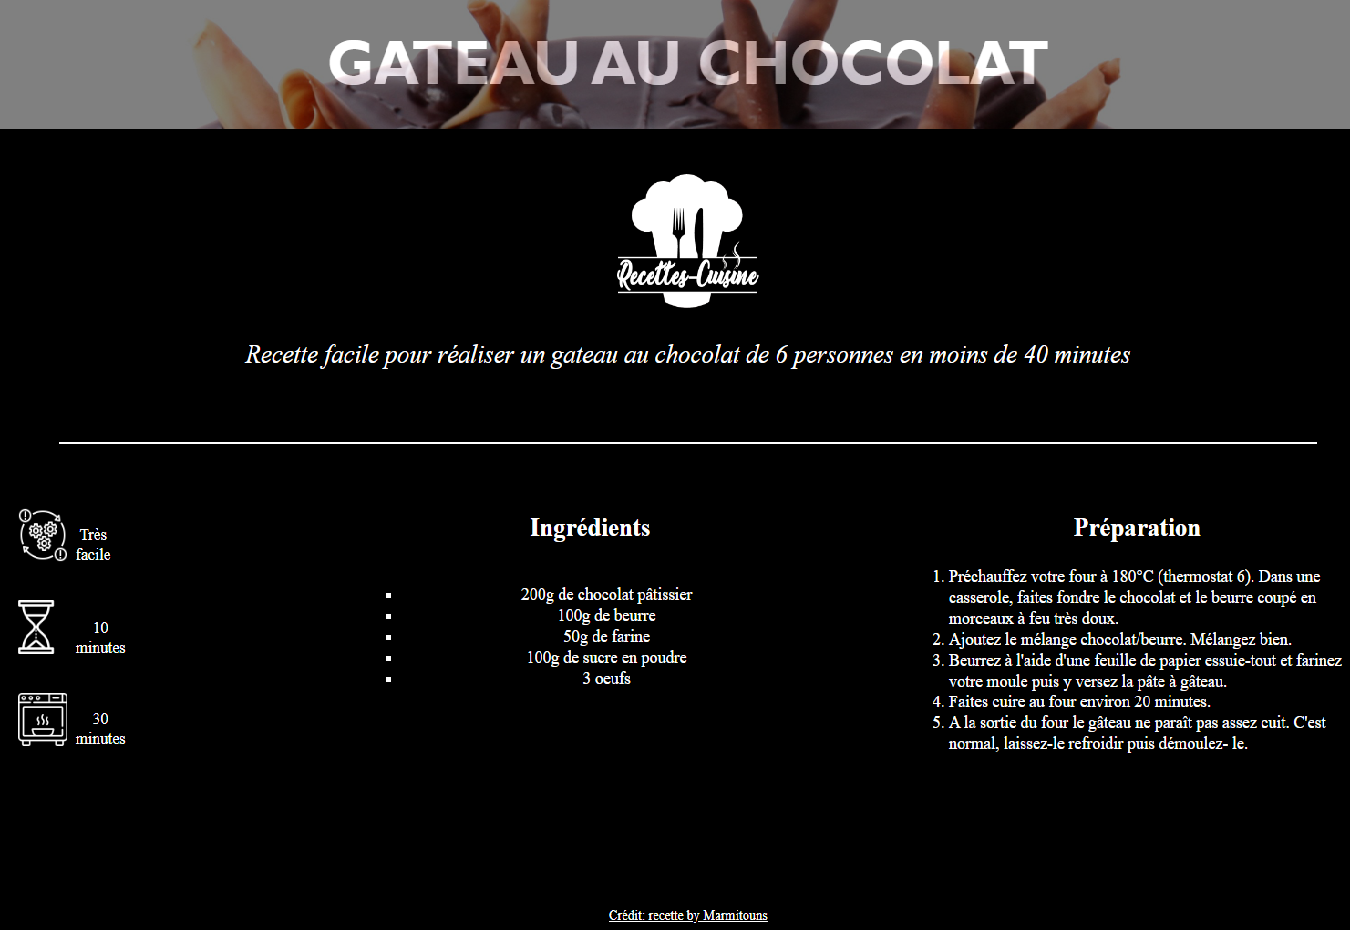 GATEAU AU CHOCOLAT
Recettes-Cuisine
Recette facile pour réaliser un gateau au chocolat de 6 personnes en moins de 40 minutes
Très
facile
10
minutes
30
minutes
Ingrédients
200g de chocolat pâtissier
100g de beurre
50g de farine
100g de sucre en poudre
3 oeufs
Préparation
1. Préchauffez votre four à 180°C (thermostat 6). Dans une
casserole, faites fondre le chocolat et le beurre coupé en
morceaux à feu très doux.
2. Ajoutez le mélange chocolat/beurre. Mélangez bien.
3. Beurrez à l'aide d'une feuille de papier essuie-tout et farinez
votre moule puis y versez la pâte à gâteau.
4. Faites cuire au four environ 20 minutes.
5. A la sortie du four le gâteau ne paraît pas assez cuit. C'est
normal, laissez-le refroidir puis démoulez- le.
Crédit: recette by Marmitouns